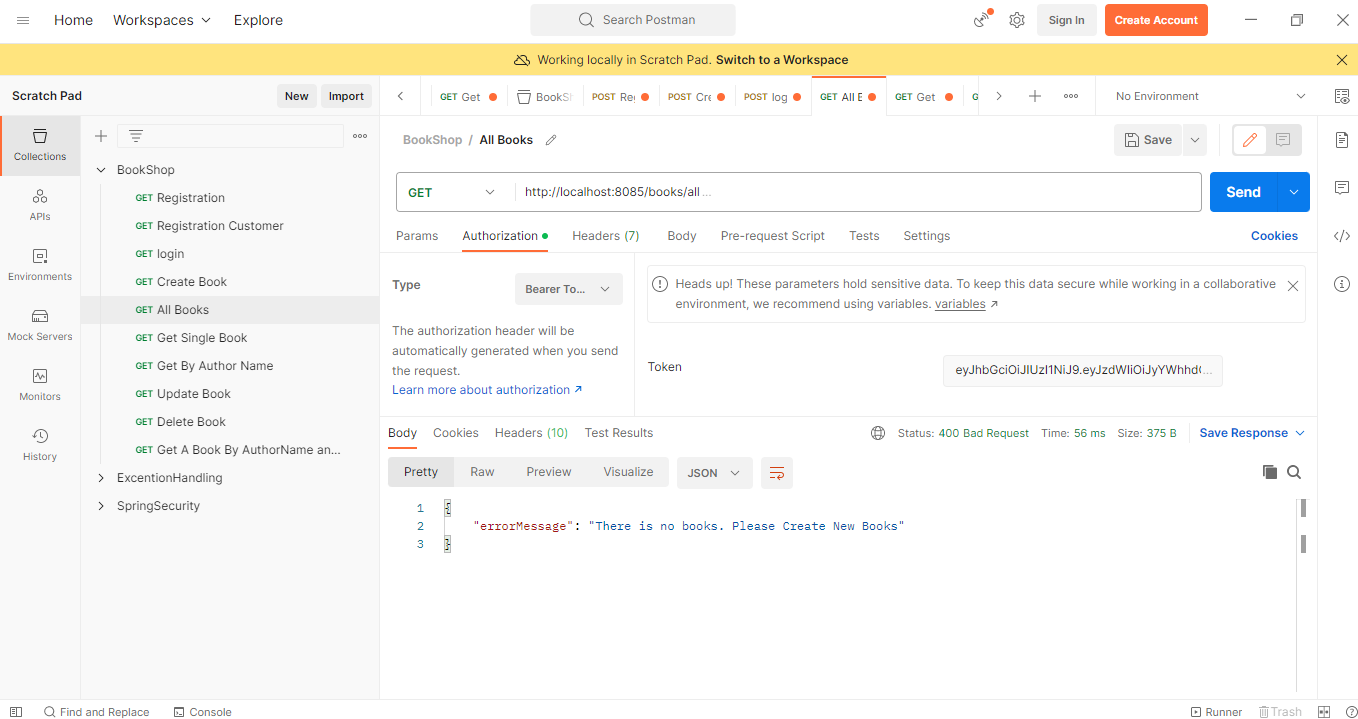 Home Workspaces Explore Search Postman Sign In Create Account
Working locally in Scratch Pad. Switch to a Workspace
Scratch Pad New Import
GET Get BookSh POST Re POST Cr POST log GET All GET Get No Environment
Collections
APIs
Environments
Mock Servers
Monitors
History
BookShop
GET Registration
GET Registration Customer
GET login
GET Create Book
GET All Books
GET Get Single Book
GET Get By Author Name
GET Update Book
GET Delete Book
GET Get A Book By AuthorName an...
ExcentionHandling
SpringSecurity
BookShop / All Books Save
GET http://localhost:8085/books/all ... Send
Params Authorization Headers (7) Body Pre-request Script Tests Settings Cookies
Type Bearer To...
The authorization header will be
automatically generated when you send
the request.
Learn more about authorization ↗
Heads up! These parameters hold sensitive data. To keep this data secure while working in a collaborative
environment, we recommend using variables. variables ↗
Token
Body Cookies Headers (10) Test Results Status: 400 Bad Request Time: 56 ms Size: 375 B Save Response
Pretty Raw Preview Visualize JSON
1 {
2 "errorMessage": "There is no books. Please Create New Books"
3 }
Find and Replace Console Runner Trash